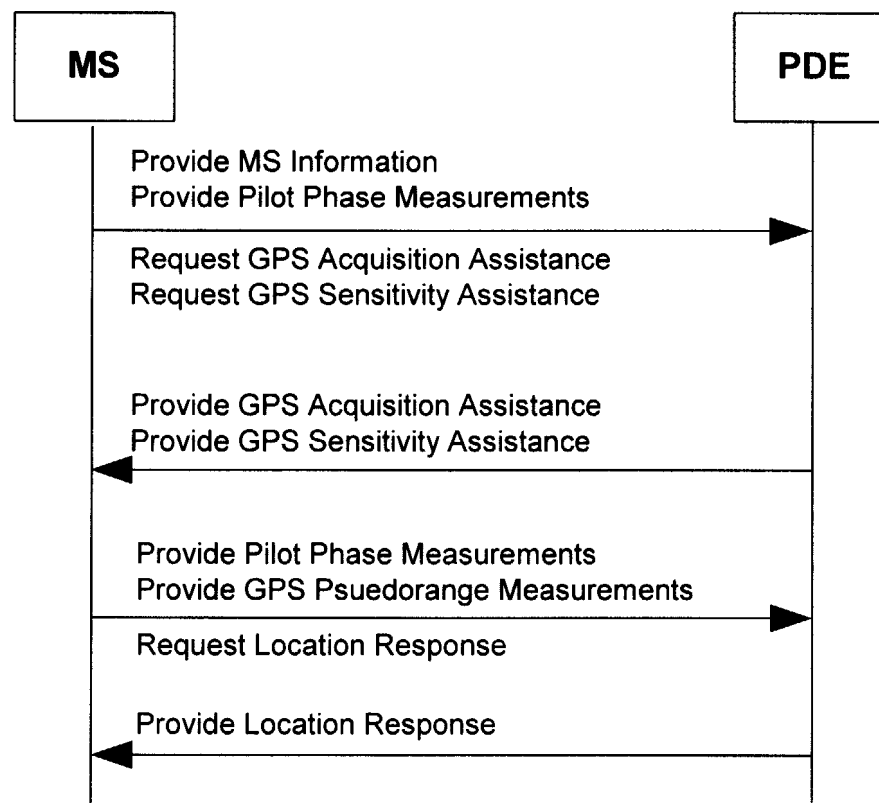 MS
PDE
Provide MS Information
Provide Pilot Phase Measurements
Request GPS Acquisition Assistance
Request GPS Sensitivity Assistance
Provide GPS Acquisition Assistance
Provide GPS Sensitivity Assistance
Provide Pilot Phase Measurements
Provide GPS Psuedorange Measurements
Request Location Response
Provide Location Response